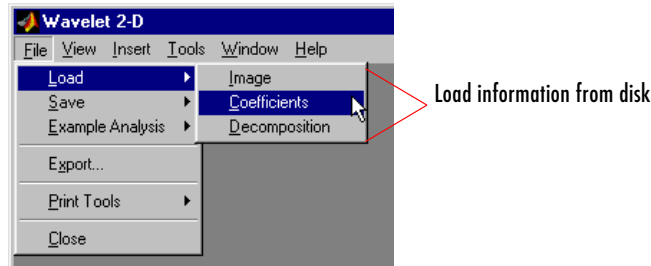 Wavelet 2-D
File View Insert Tools Window Help
Load
Save
Example Analysis
Export...
Print Tools
Close
Image
Coefficients
Decomposition
Load information from disk